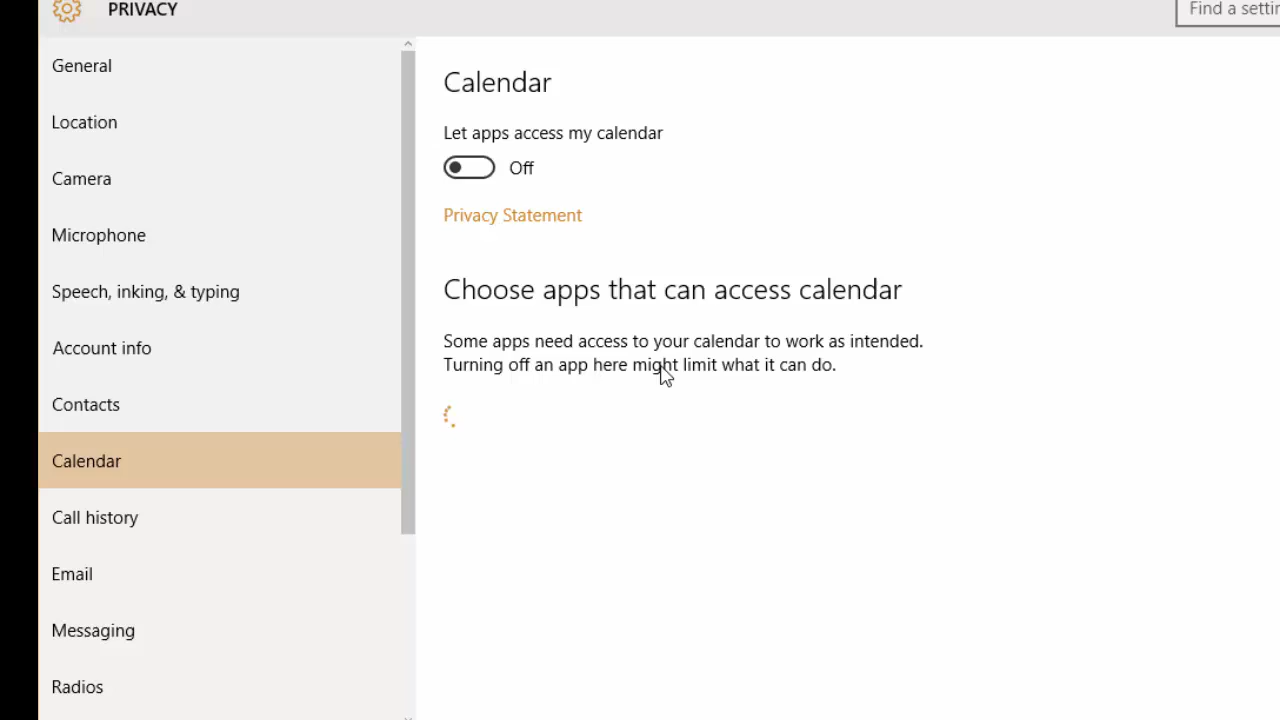 PRIVACY
Find a settin
General
Location
Camera
Microphone
Speech, inking, & typing
Account info
Contacts
Calendar
Call history
Email
Messaging
Radios
Calendar
Let apps access my calendar
Off
Privacy Statement
Choose apps that can access calendar
Some apps need access to your calendar to work as intended.
Turning off an app here might limit what it can do.